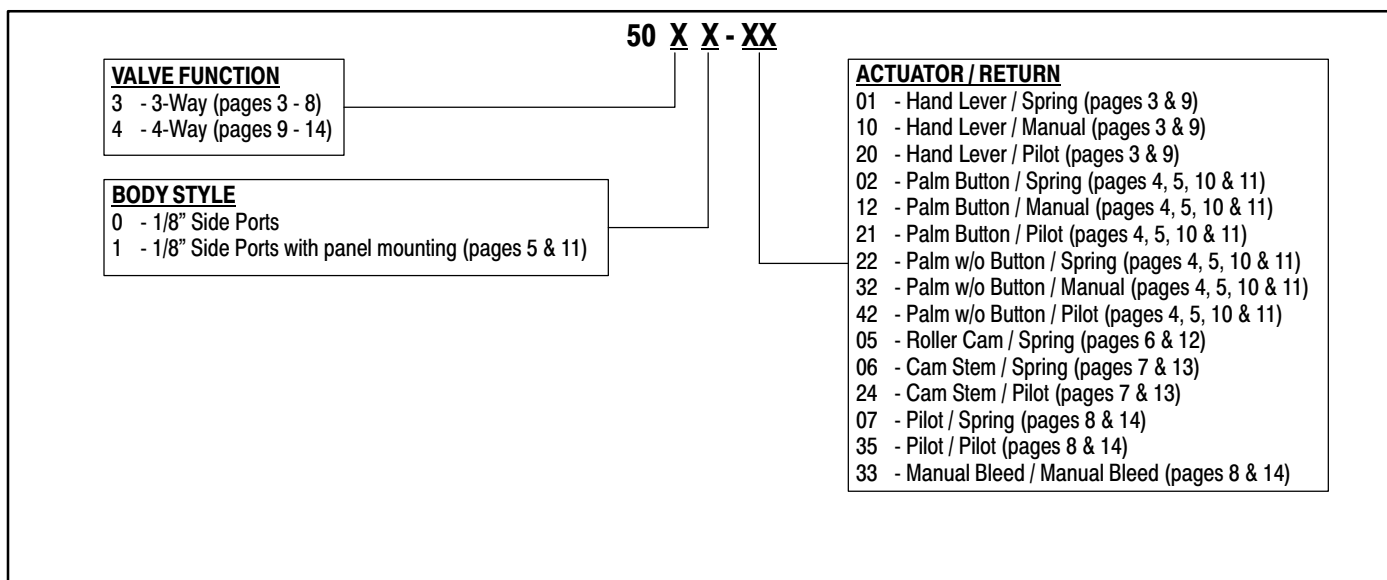 50 X X - XX
VALVE FUNCTION
3 - 3-Way (pages 3 - 8)
4 - 4-Way (pages 9 - 14)
BODY STYLE
0 - 1/8” Side Ports
1 - 1/8” Side Ports with panel mounting (pages 5 & 11)
ACTUATOR / RETURN
01 - Hand Lever / Spring (pages 3 & 9)
10 - Hand Lever / Manual (pages 3 & 9)
20 - Hand Lever / Pilot (pages 3 & 9)
02 - Palm Button / Spring (pages 4, 5, 10 & 11)
12 - Palm Button / Manual (pages 4, 5, 10 & 11)
21 - Palm Button / Pilot (pages 4, 5, 10 & 11)
22 - Palm w/o Button / Spring (pages 4, 5, 10 & 11)
32 - Palm w/o Button / Manual (pages 4, 5, 10 & 11)
42 - Palm w/o Button / Pilot (pages 4, 5, 10 & 11)
05 - Roller Cam / Spring (pages 6 & 12)
06 - Cam Stem / Spring (pages 7 & 13)
24 - Cam Stem / Pilot (pages 7 & 13)
07 - Pilot / Spring (pages 8 & 14)
35 - Pilot / Pilot (pages 8 & 14)
33 - Manual Bleed / Manual Bleed (pages 8 & 14)